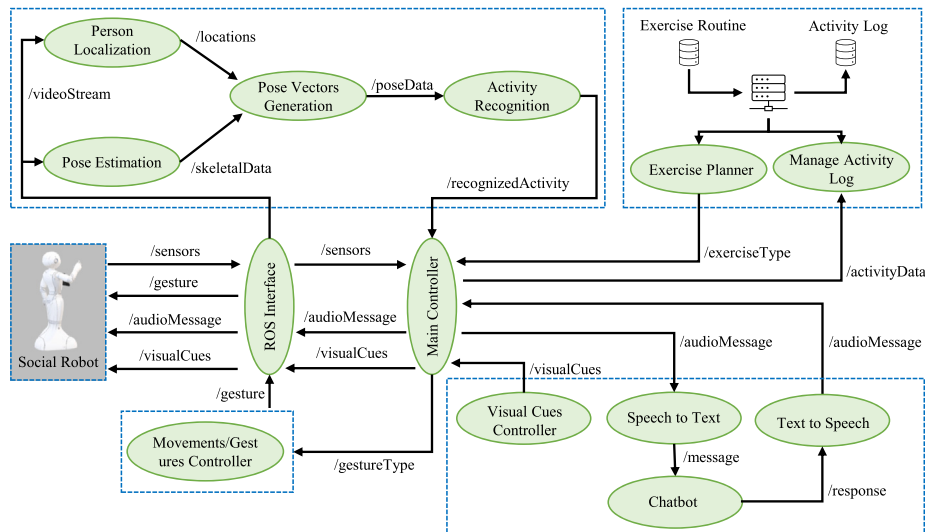 Person
Localization
/locations
/videoStream
Pose Vectors
Generation
/poseData
Activity
Recognition
Pose Estimation
/skeletalData
/recognizedActivity
Exercise Routine
Activity Log
Exercise Planner
Manage Activity
Log
/exerciseType
/activityData
/sensors
/gesture
/audioMessage
/visualCues
Social Robot
ROS Interface
/sensors
/audioMessage
/visualCues
Main Controller
/gesture
Movements/Gest
ures Controller
/gestureType
/visualCues
/audioMessage
/audioMessage
Visual Cues
Controller
Speech to Text
Text to Speech
/message
Chatbot
/response